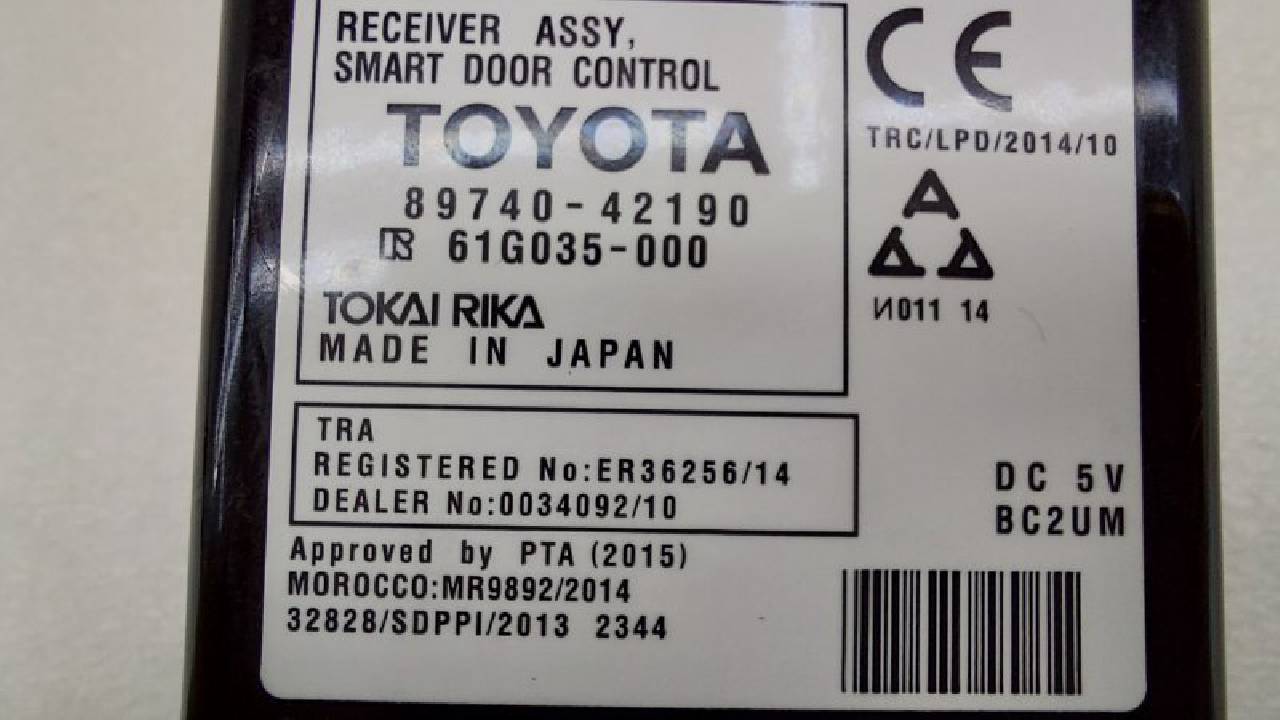 RECEIVER ASSY,
SMART DOOR CONTROL
TOYOTA
89740-42190
61G035-000
TOKAI RIKA
MADE IN JAPAN
TRA
REGISTERED No:ER36256/14
DEALER No:0034092/10
Approved by PTA (2015)
MOROCCO:MR9892/2014
32828/SDPPI/2013 2344
CE
TRC/LPD/2014/10
И011 14
DC 5V
BC2UM